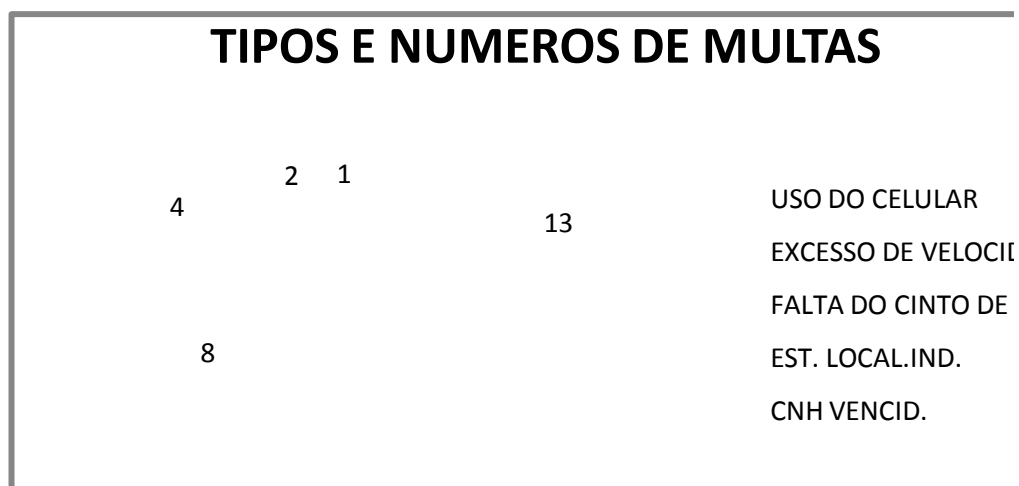 TIPOS E NUMEROS DE MULTAS
2 1
4
13
8
USO DO CELULAR
EXCESSO DE VELOCID
FALTA DO CINTO DE
EST. LOCAL.IND.
CNH VENCID.